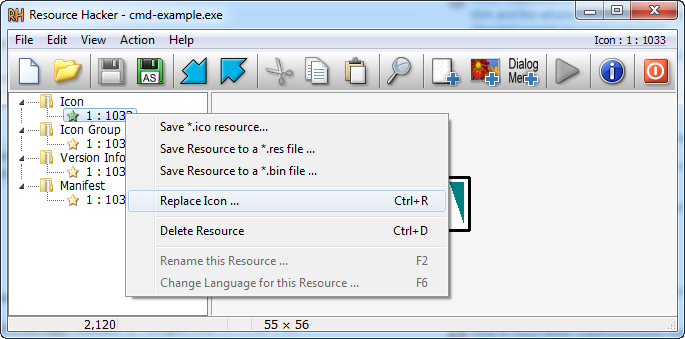 RH Resource Hacker - cmd-example.exe
File Edit View Action Help
Icon : 1 : 1033
AS
Dialog
Menu
Icon
1 : 1033
Icon Group
1 : 103
Version Info
1 : 103
Manifest
1 : 103
Save *.ico resource...
Save Resource to a *.res file ...
Save Resource to a *.bin file ...
Replace Icon ... Ctrl+R
Delete Resource Ctrl+D
Rename this Resource ... F2
Change Language for this Resource ... F6
2,120 55 × 56